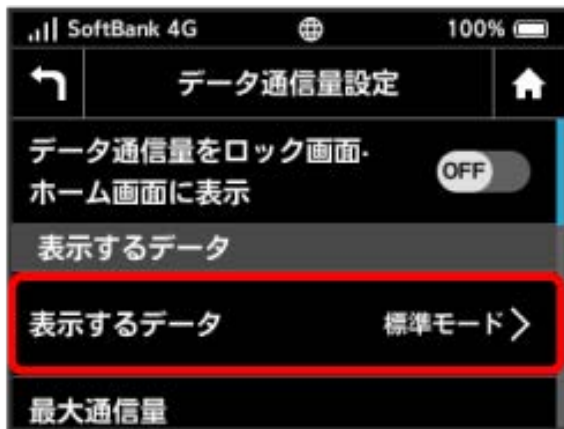 SoftBank 4G 100%
データ通信量設定
データ通信量をロック画面・
ホーム画面に表示
OFF
表示するデータ
表示するデータ 標準モード
最大通信量